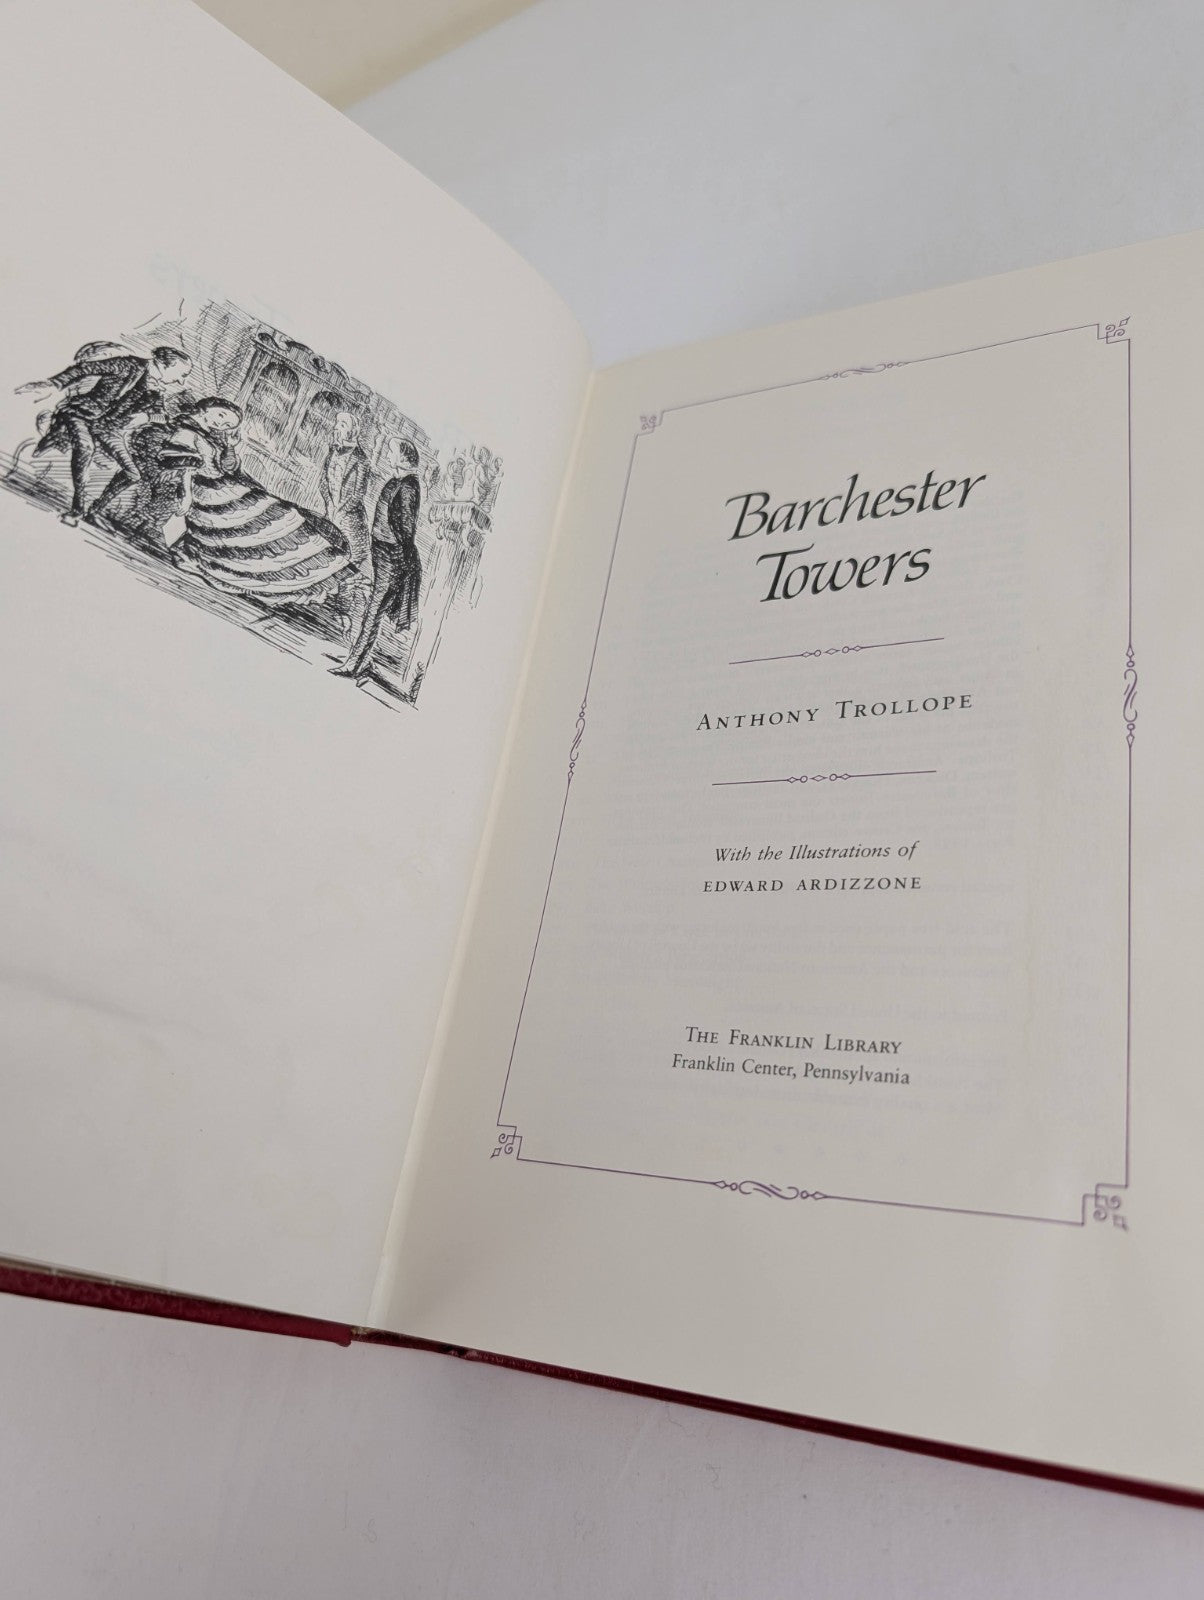 Barchester
Towers
ANTHONY TROLLOPE
With the Illustrations of
EDWARD ARDIZZONE
THE FRANKLIN LIBRARY
Franklin Center, Pennsylvania